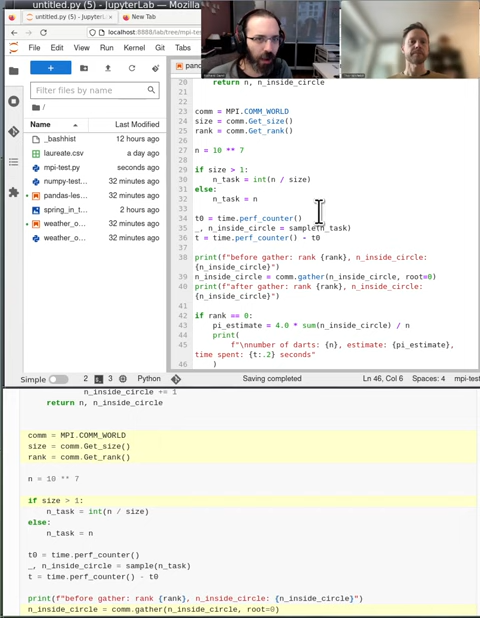 untitled.py (5) - JupyterLab — Mozilla
untitled.py (5) - JupyterLab
New Tab
localhost:8888/lab/tree/mpi-te
File Edit View Run Kernel Git Tabs
Filter files by name
/
Name Last Modified
_bashhist 12 hours ago
laureate.csv a day ago
mpi-test.py seconds ago
numpy-test... 32 minutes ago
pandas-les... 32 minutes ago
spring_in_t... 2 hours ago
weather_o... 32 minutes ago
weather_o... 32 minutes ago
20 return n, n_inside_circle
21
22
23 comm = MPI.COMM_WORLD
24 size = comm.Get_size()
25 rank = comm.Get_rank()
26
27 n = 10 ** 7
28
29 if size > 1:
30 n_task = int(n / size)
31 else:
32 n_task = n
33
34 t0 = time.perf_counter()
35 _, n_inside_circle = sample(n_task)
36 t = time.perf_counter() - t0
37
38 print(f"before gather: rank {rank}, n_inside_circle:
{n_inside_circle}")
39 n_inside_circle = comm.gather(n_inside_circle, root=0)
40 print(f"after gather: rank {rank}, n_inside_circle:
{n_inside_circle}")
41
42 if rank == 0:
43 pi_estimate = 4.0 * sum(n_inside_circle) / n
44 print(
45 f"\nnumber of darts: {n}, estimate: {pi_estimate},
time spent: {t:.2} seconds"
46 )
Simple 2 3 Python Saving completed Ln 46, Col 6 Spaces: 4 mpi-test
n_inside_circle += 1
return n, n_inside_circle
comm = MPI.COMM_WORLD
size = comm.Get_size()
rank = comm.Get_rank()
n = 10 ** 7
if size > 1:
n_task = int(n / size)
else:
n_task = n
t0 = time.perf_counter()
_, n_inside_circle = sample(n_task)
t = time.perf_counter() - t0
print(f"before gather: rank {rank}, n_inside_circle: {n_inside_circle}")
n_inside_circle = comm.gather(n_inside_circle, root=0)